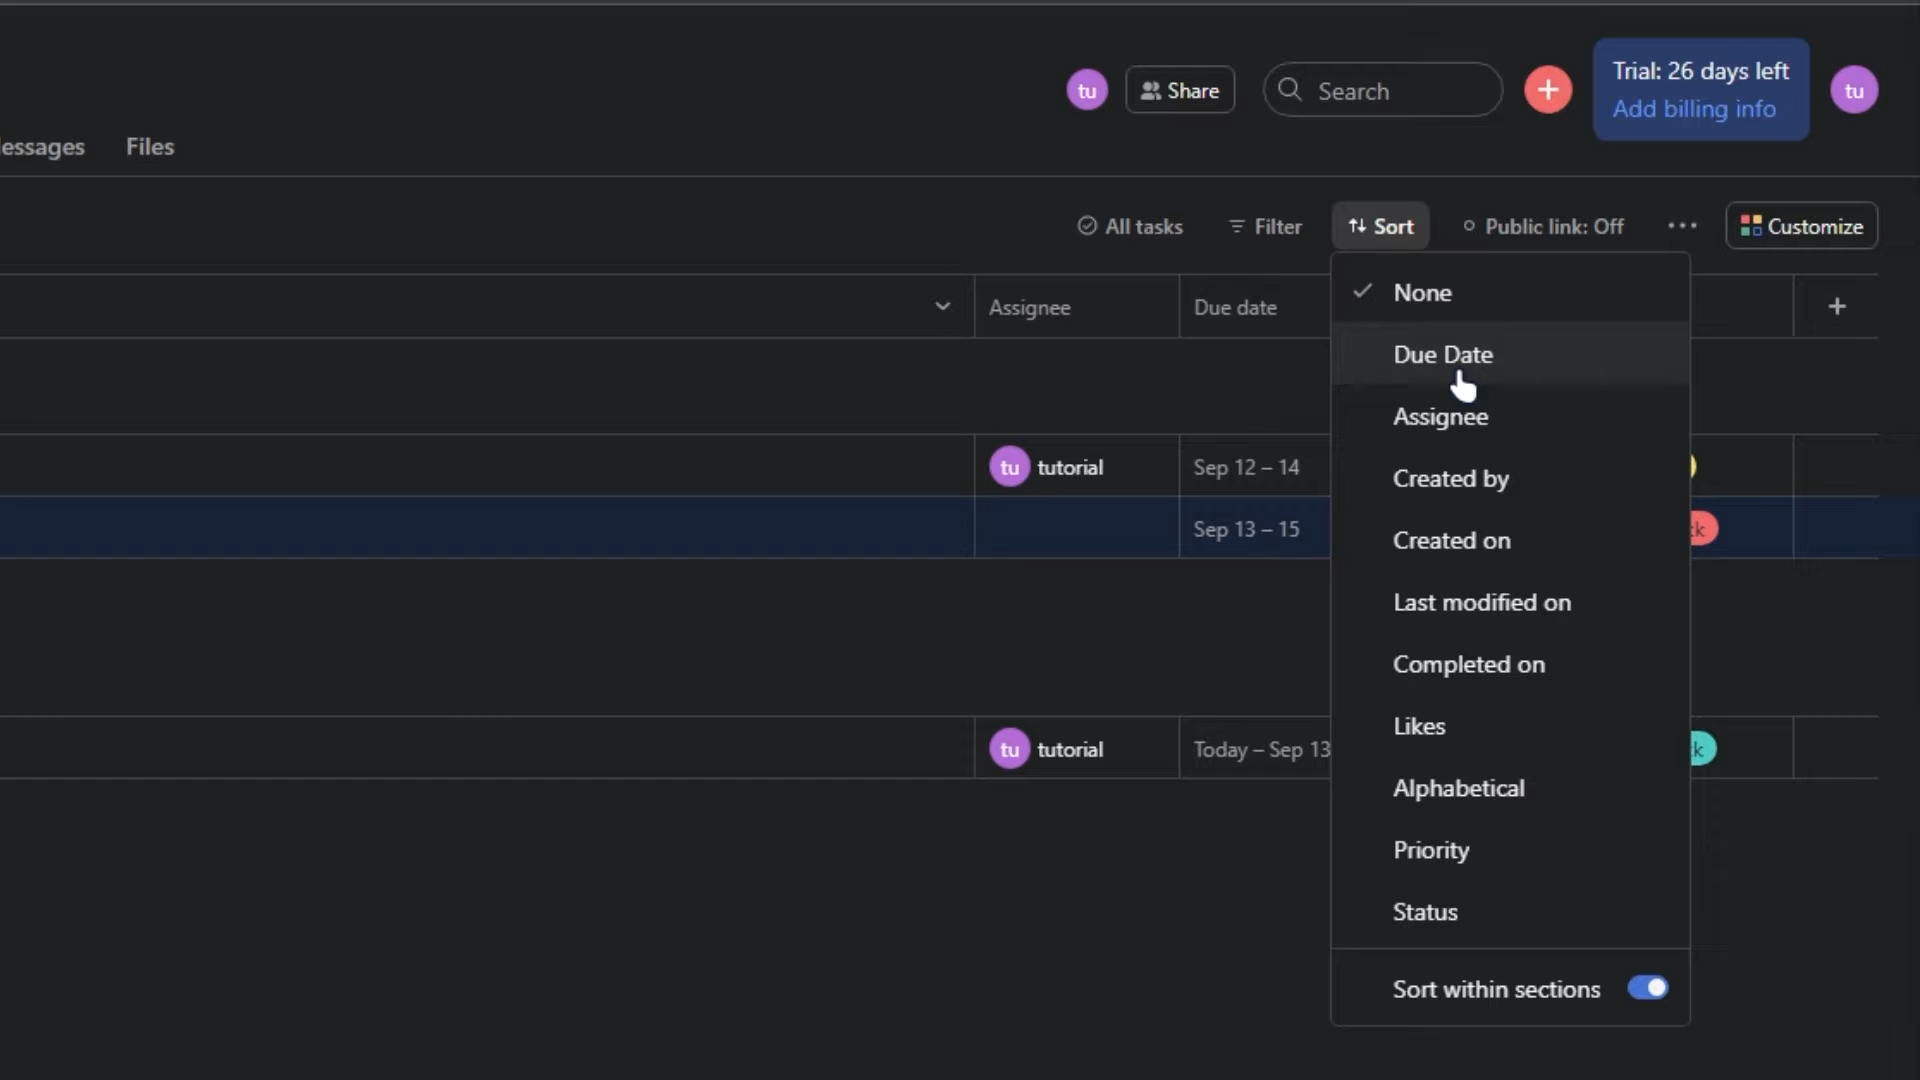 tu
Share
Search
+
Trial: 26 days left
Add billing info
tu
essages
Files
All tasks
Filter
Sort
Public link: Off
...
Customize
Assignee
Due date
+
None
Due Date
Assignee
Created by
Created on
Last modified on
Completed on
Likes
Alphabetical
Priority
Status
Sort within sections
tu tutorial
Sep 12 – 14
Sep 13 – 15
k
tu tutorial
Today – Sep 13
k